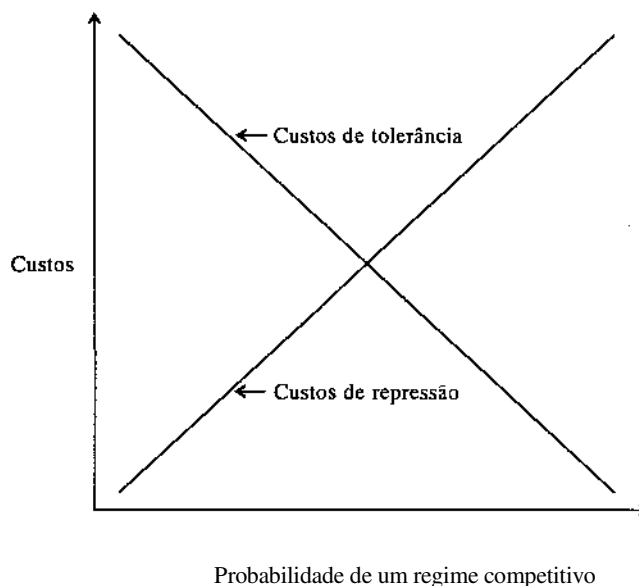 Custos de tolerância
Custos
Custos de repressão
Probabilidade de um regime competitivo